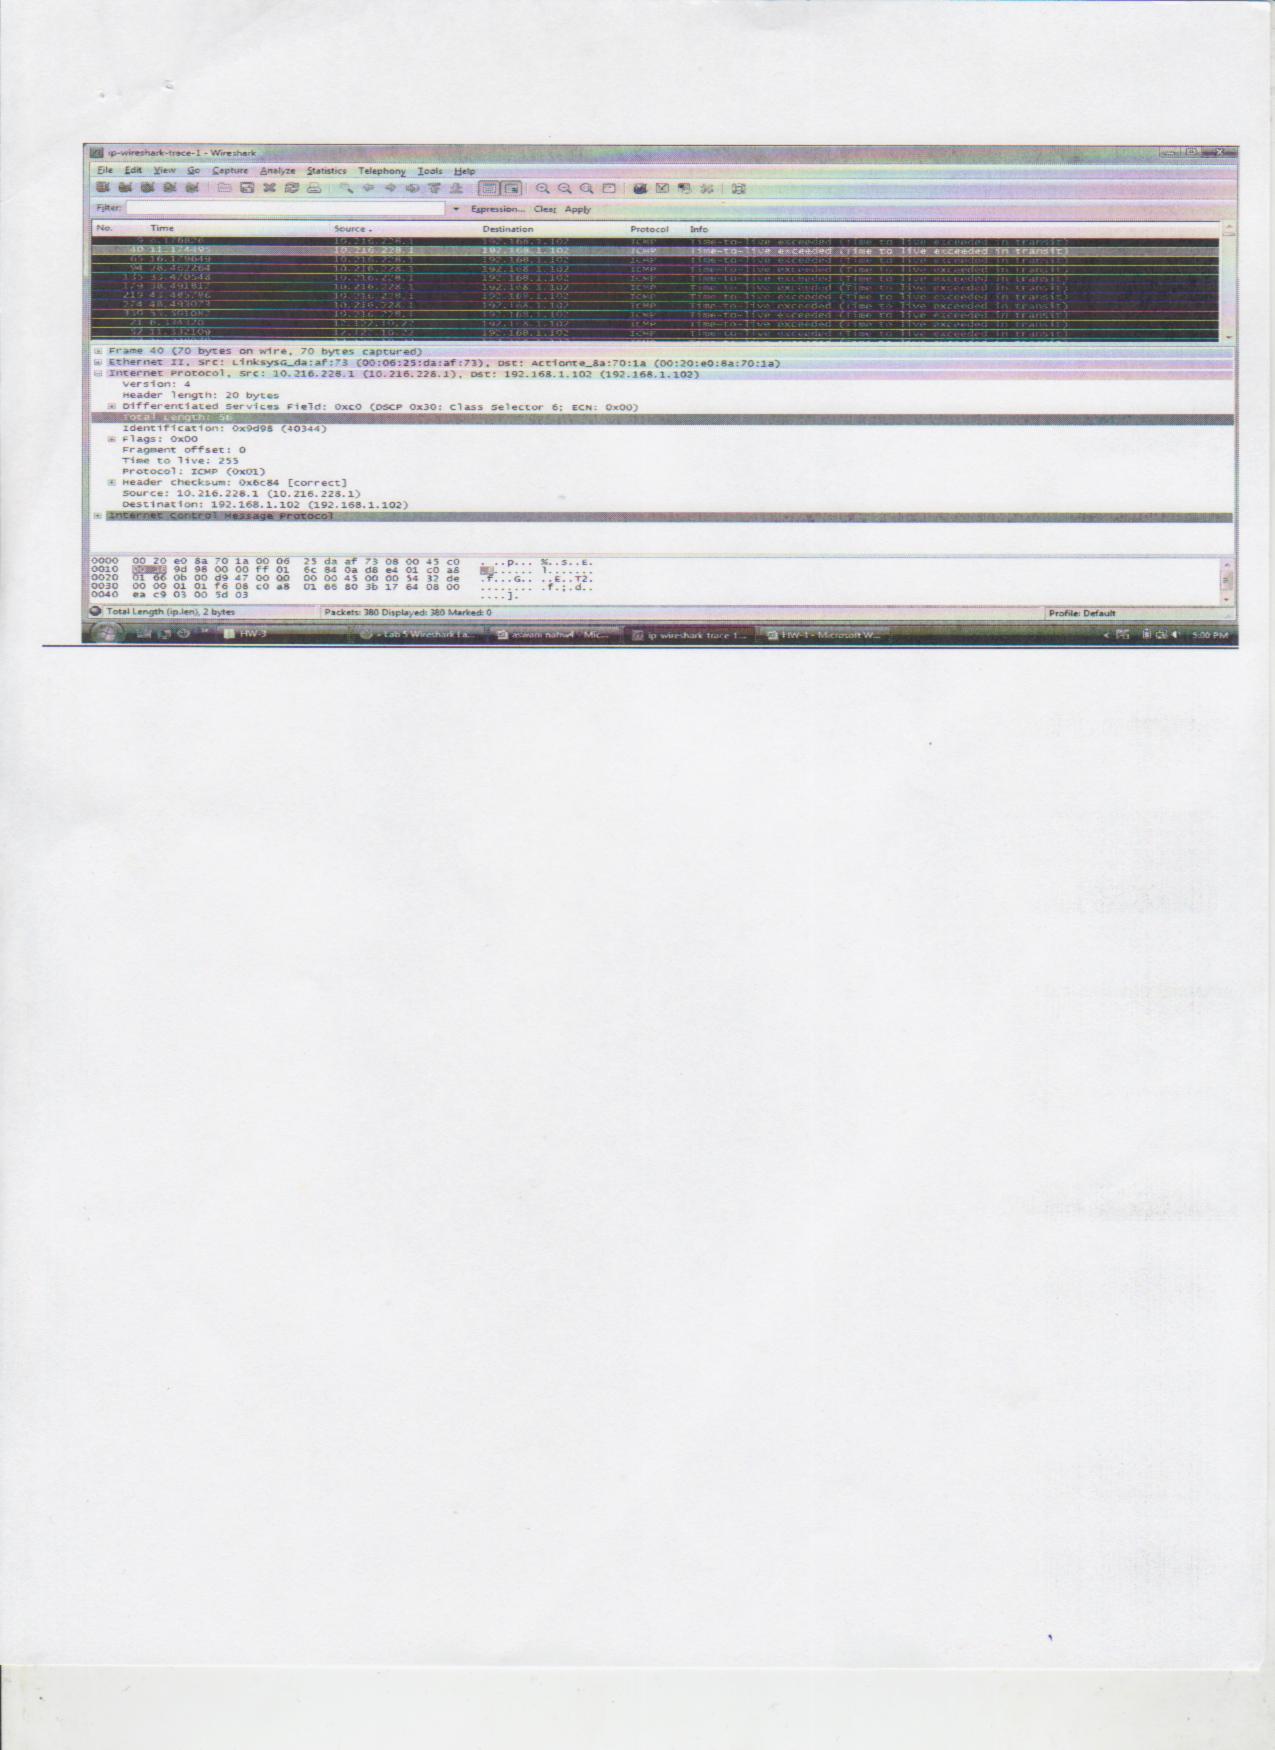 ip-wireshark-trace-1 - Wireshark
File Edit View Go Capture Analyze Statistics Telephony Tools Help
Filter: Expression... Clear Apply
No. Time Source Destination Protocol Info
9 6.176826 10.216.228.1 192.168.1.102 ICMP Time-to-live exceeded (Time to live exceeded in transit)
40 11.174495 10.216.228.1 192.168.1.102 ICMP Time-to-live exceeded (Time to live exceeded in transit)
65 16.179649 10.216.228.1 192.168.1.102 ICMP Time-to-live exceeded (Time to live exceeded in transit)
94 28.462264 10.216.228.1 192.168.1.102 ICMP Time-to-live exceeded (Time to live exceeded in transit)
135 33.470548 10.216.228.1 192.168.1.102 ICMP Time-to-live exceeded (Time to live exceeded in transit)
179 38.491817 10.216.228.1 192.168.1.102 ICMP Time-to-live exceeded (Time to live exceeded in transit)
219 43.485786 10.216.228.1 192.168.1.102 ICMP Time-to-live exceeded (Time to live exceeded in transit)
274 48.493073 10.216.228.1 192.168.1.102 ICMP Time-to-live exceeded (Time to live exceeded in transit)
10.216.228.1 192.168.1.102 ICMP Time-to-live exceeded (Time to live exceeded in transit)
192.168.1.102 ICMP Time-to-live exceeded (Time to live exceeded in transit)
192.168.1.102 ICMP Time-to-live exceeded (Time to live exceeded in transit)
Frame 40 (70 bytes on wire, 70 bytes captured)
Ethernet II, Src: LinksysG_da:af:73 (00:06:25:da:af:73), Dst: Actionte_8a:70:1a (00:20:e0:8a:70:1a)
Internet Protocol, Src: 10.216.228.1 (10.216.228.1), Dst: 192.168.1.102 (192.168.1.102)
Version: 4
Header length: 20 bytes
Differentiated Services Field: 0xc0 (DSCP 0x30: Class Selector 6; ECN: 0x00)
Total Length: 56
Identification: 0x9d98 (40344)
Flags: 0x00
Fragment offset: 0
Time to live: 255
Protocol: ICMP (0x01)
Header checksum: 0x6c84 [correct]
Source: 10.216.228.1 (10.216.228.1)
Destination: 192.168.1.102 (192.168.1.102)
Internet Control Message Protocol
0000 00 20 e0 8a 70 1a 00 06 25 da af 73 08 00 45 c0 . ..p... %..s..E.
0010 9d 98 00 00 ff 01 6c 84 0a d8 e4 01 c0 a8 ...... l.......
0020 01 66 0b 00 d9 47 00 00 00 00 45 00 00 54 32 de .f...G.. ..E..T2.
0030 00 00 01 01 f6 08 c0 a8 01 66 80 3b 17 64 08 00 ........ .f.;.d..
0040 ea c9 03 00 5d 03 ....].
Total Length (ip.len), 2 bytes Packets: 380 Displayed: 380 Marked: 0 Profile: Default
HW-3 - Lab 5 Wireshark La... Mic... ip wireshark trace 1... HW-4 - Microsoft W... 5:00 PM